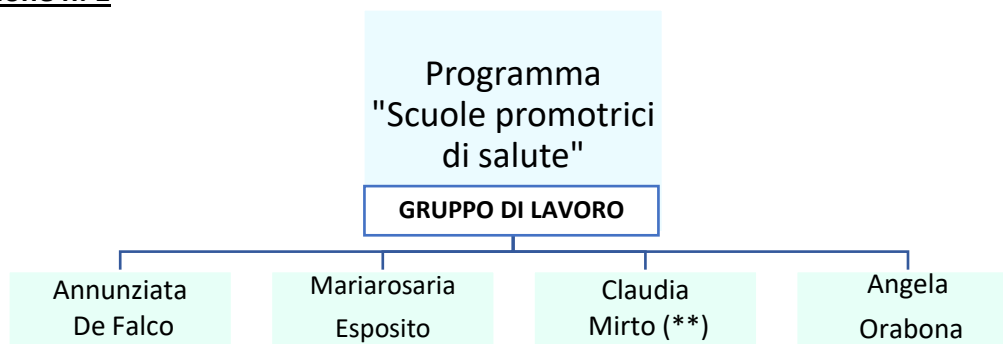 Programma
"Scuole promotrici
di salute"
GRUPPO DI LAVORO
Annunziata
De Falco
Mariarosaria
Esposito
Claudia
Mirto (**)
Angela
Orabona